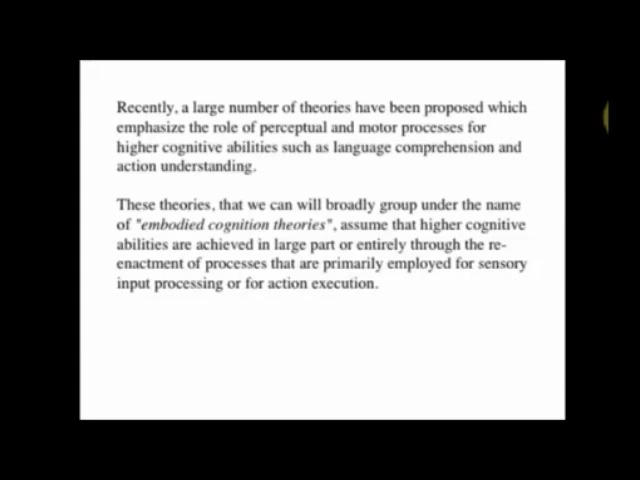 Recently, a large number of theories have been proposed which
emphasize the role of perceptual and motor processes for
higher cognitive abilities such as language comprehension and
action understanding.
These theories, that we can will broadly group under the name
of "embodied cognition theories", assume that higher cognitive
abilities are achieved in large part or entirely through the re-
enactment of processes that are primarily employed for sensory
input processing or for action execution.